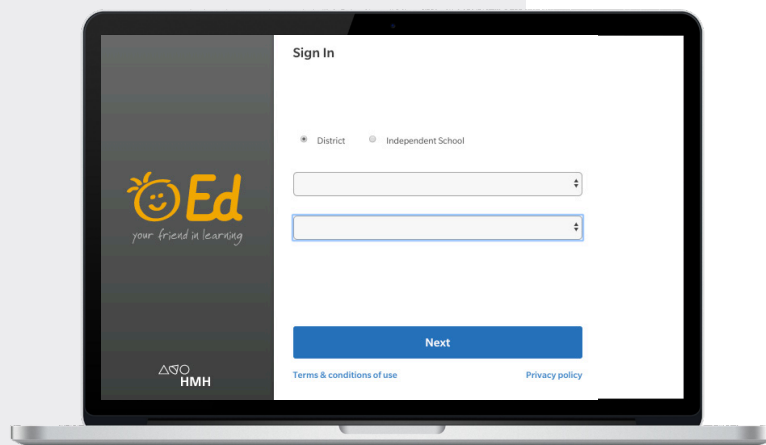 Sign In
District
Independent School
Ed
your friend in learning
Next
HMH
Terms & conditions of use
Privacy policy